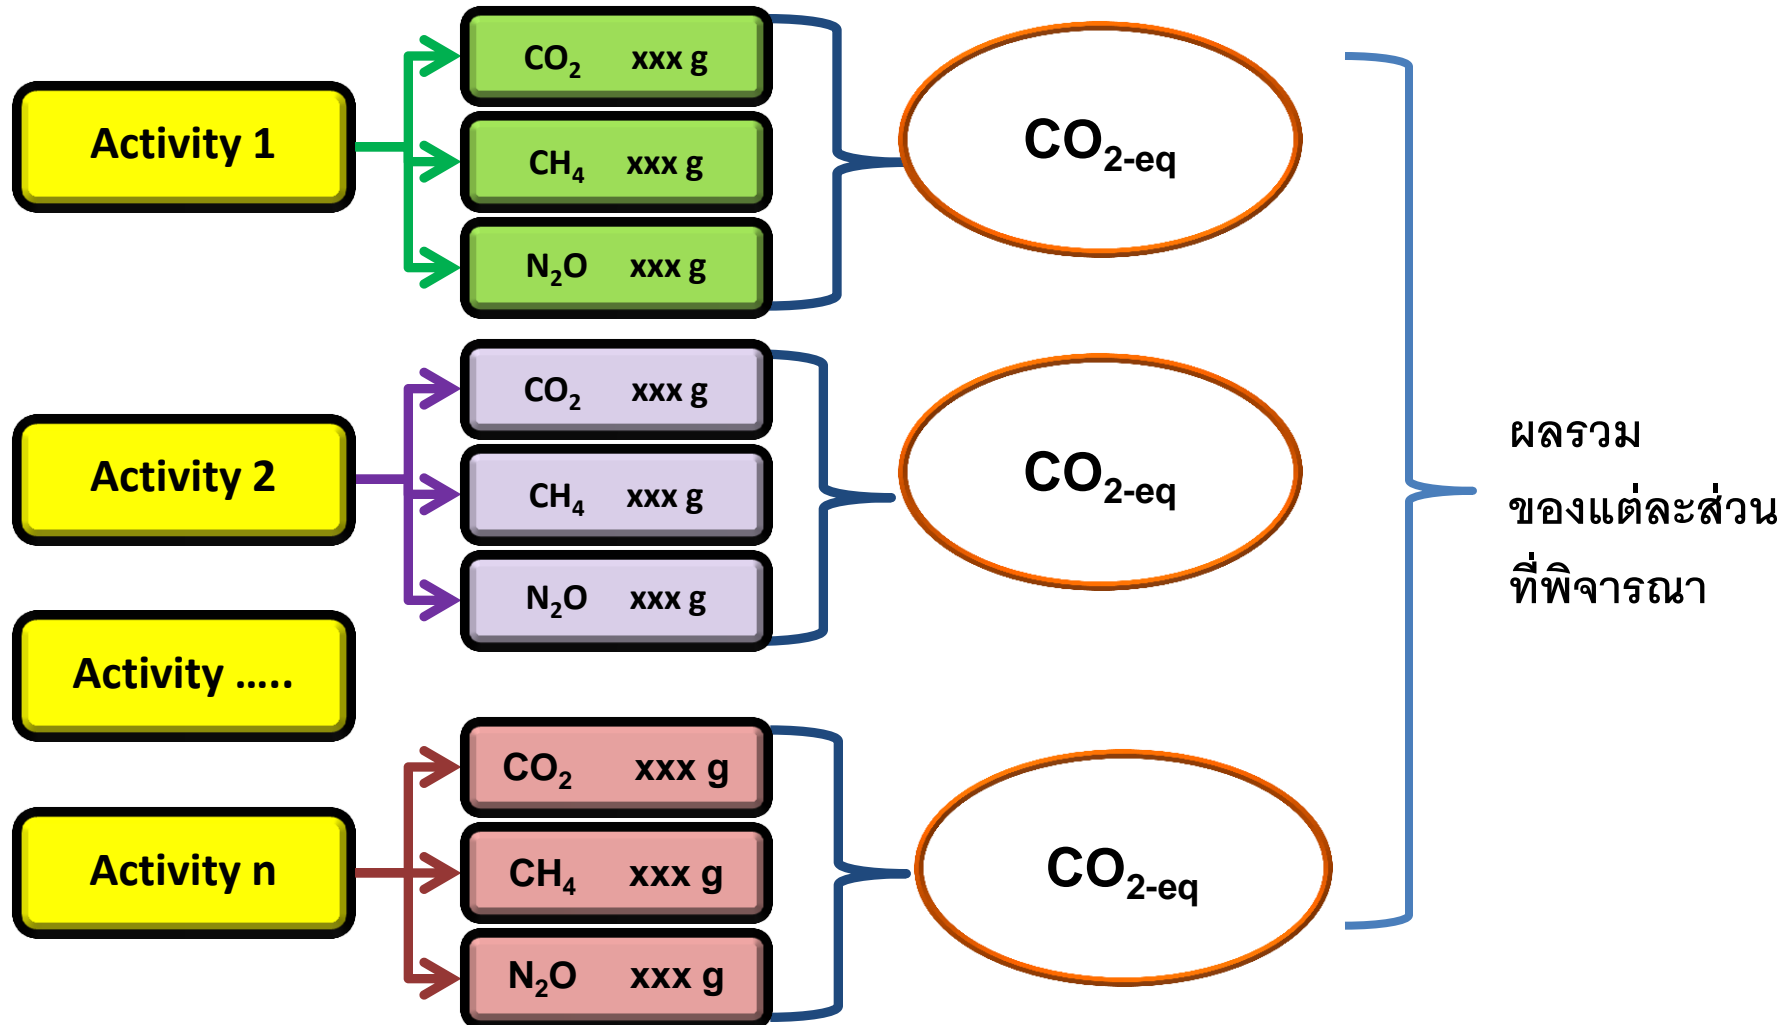 Activity 1
CO₂ xxx g
CH₄ xxx g
N₂O xxx g
CO₂₋eq
Activity 2
CO₂ xxx g
CH₄ xxx g
N₂O xxx g
CO₂₋eq
Activity .....
Activity n
CO₂ xxx g
CH₄ xxx g
N₂O xxx g
CO₂₋eq
ผลรวม
ของแต่ละส่วน
ที่พิจารณา